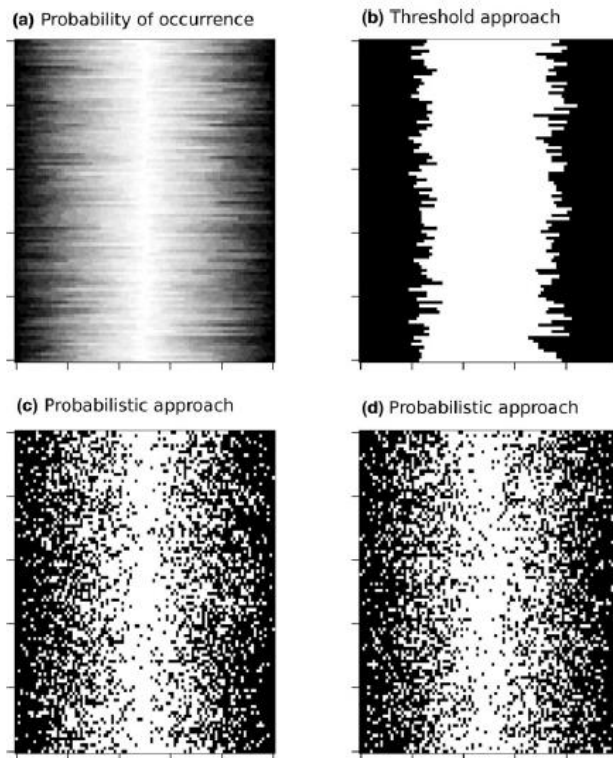 (a) Probability of occurrence
(b) Threshold approach
(c) Probabilistic approach
(d) Probabilistic approach